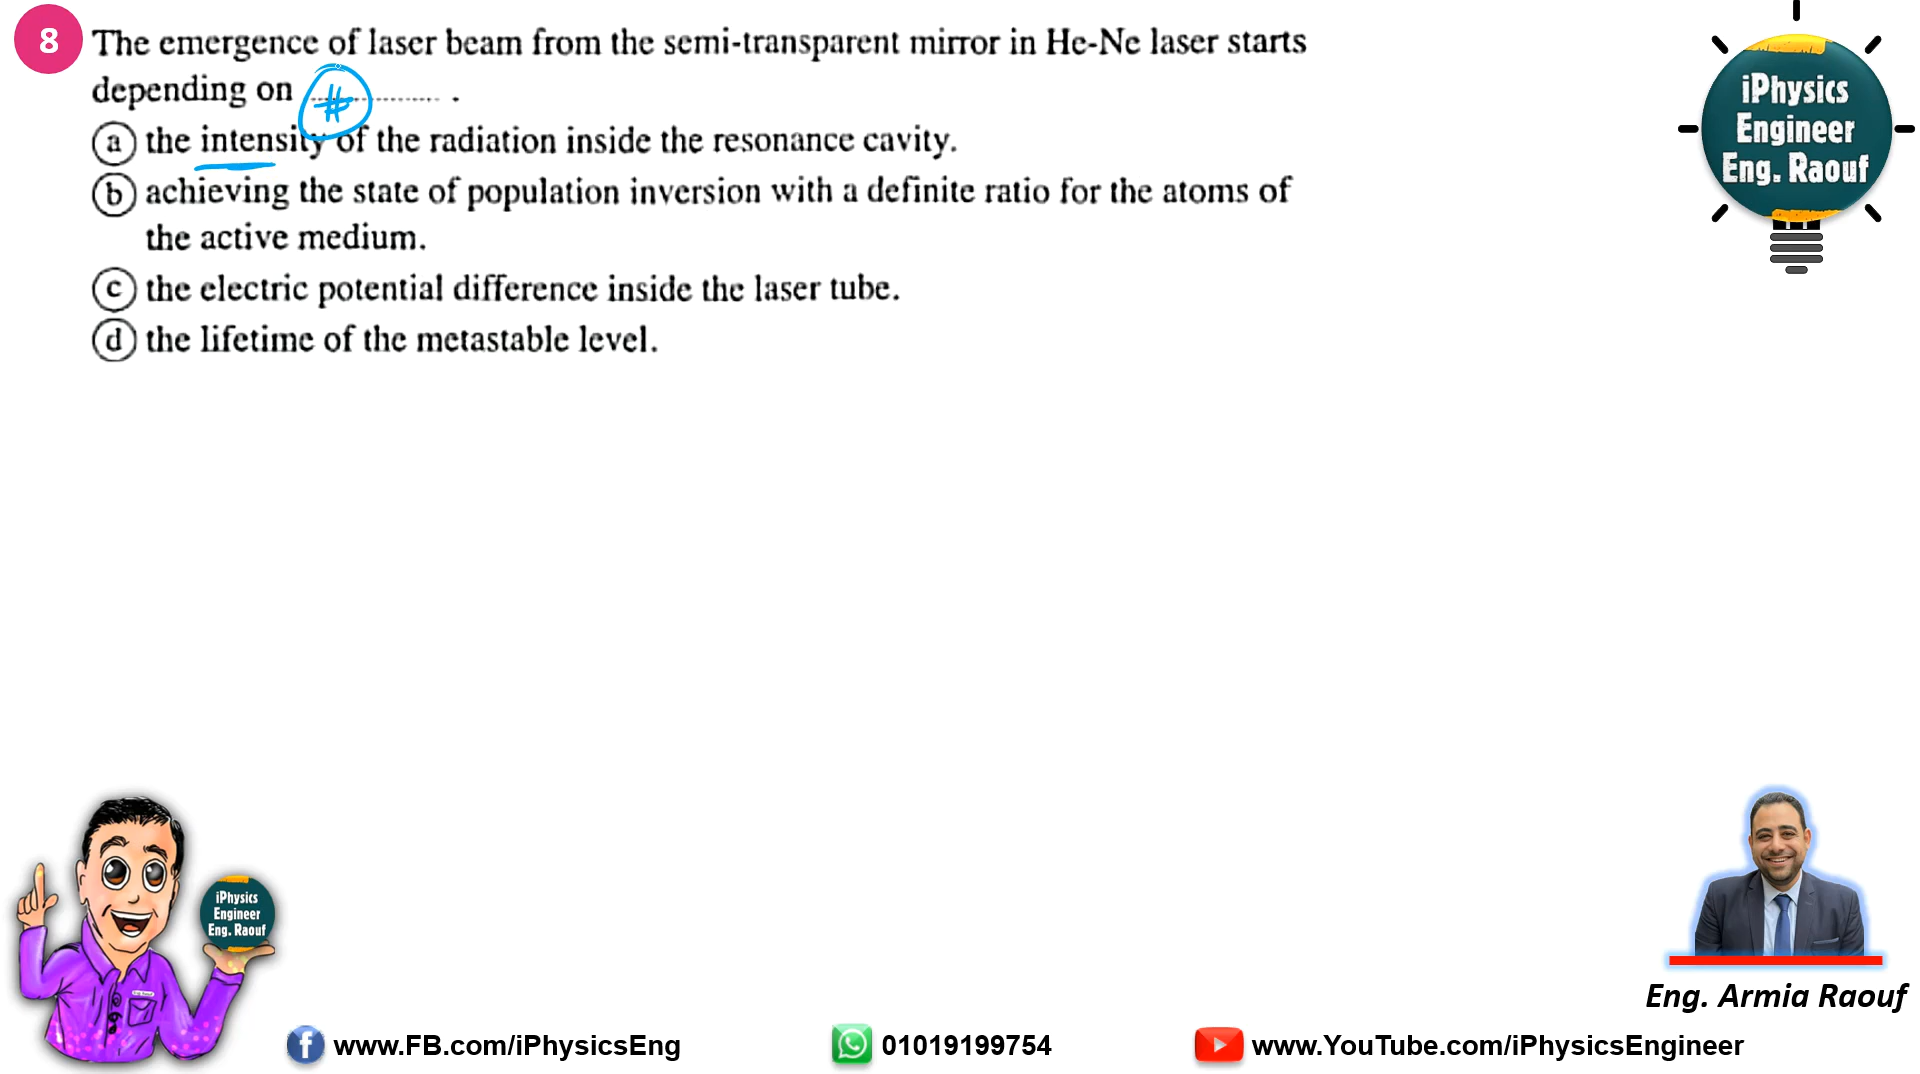 8
The emergence of laser beam from the semi-transparent mirror in He-Ne laser starts
depending on .............. .
#
a the intensity of the radiation inside the resonance cavity.
b achieving the state of population inversion with a definite ratio for the atoms of
the active medium.
c the electric potential difference inside the laser tube.
d the lifetime of the metastable level.
iPhysics
Engineer
Eng. Raouf
iPhysics
Engineer
Eng. Raouf
Eng. Armia Raouf
www.FB.com/iPhysicsEng
01019199754
www.YouTube.com/iPhysicsEngineer